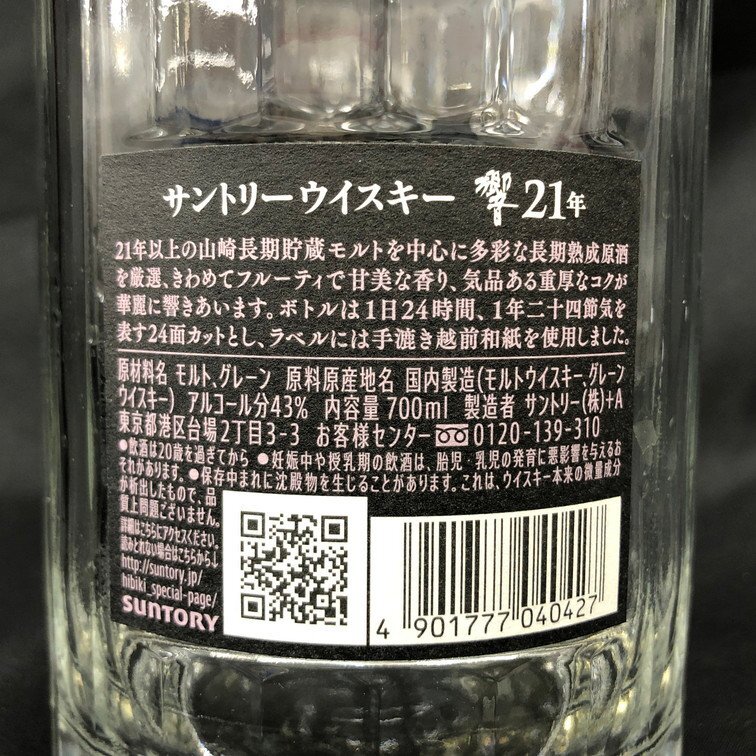 サントリーウイスキー 響 21年
21年以上の山崎長期貯蔵モルトを中心に多彩な長期熟成原酒
を厳選、きわめてフルーティで甘美な香り、気品ある重厚なコクが
華麗に響きあいます。ボトルは1日24時間、1年二十四節気を
表す24面カットとし、ラベルには手漉き越前和紙を使用しました。
原材料名 モルト、グレーン 原料原産地名 国内製造(モルトウイスキー、グレーン
ウイスキー) アルコール分43% 内容量 700ml 製造者 サントリー(株)+A
東京都港区台場2丁目3-3 お客様センター 0120-139-310
●飲酒は20歳を過ぎてから ●妊娠中や授乳期の飲酒は、胎児・乳児の発育に悪影響を与えるお
それがあります。●保存中まれに沈殿物を生じることがあります。これは、ウイスキー本来の微量成分
が析出したもので、品
質上問題ございません。
詳細はこちらにアクセスください。
読みとれない場合はこちらから↓
http://suntory.jp/
hibiki_special-page/
SUNTORY
4 901777 040427